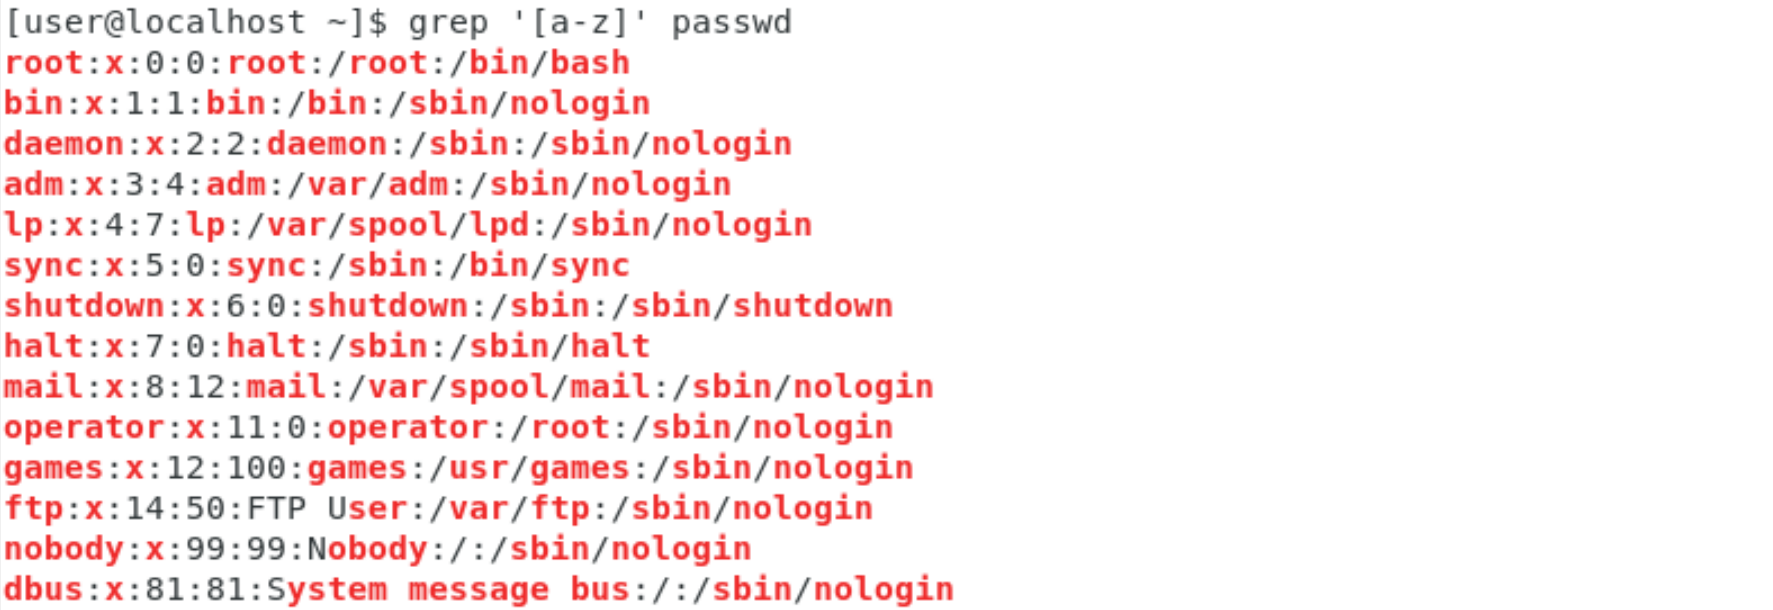 [user@localhost ~]$ grep '[a-z]' passwd
root:x:0:0:root:/root:/bin/bash
bin:x:1:1:bin:/bin:/sbin/nologin
daemon:x:2:2:daemon:/sbin:/sbin/nologin
adm:x:3:4:adm:/var/adm:/sbin/nologin
lp:x:4:7:lp:/var/spool/lpd:/sbin/nologin
sync:x:5:0:sync:/sbin:/bin/sync
shutdown:x:6:0:shutdown:/sbin:/sbin/shutdown
halt:x:7:0:halt:/sbin:/sbin/halt
mail:x:8:12:mail:/var/spool/mail:/sbin/nologin
operator:x:11:0:operator:/root:/sbin/nologin
games:x:12:100:games:/usr/games:/sbin/nologin
ftp:x:14:50:FTP User:/var/ftp:/sbin/nologin
nobody:x:99:99:Nobody:/:/sbin/nologin
dbus:x:81:81:System message bus:/:/sbin/nologin